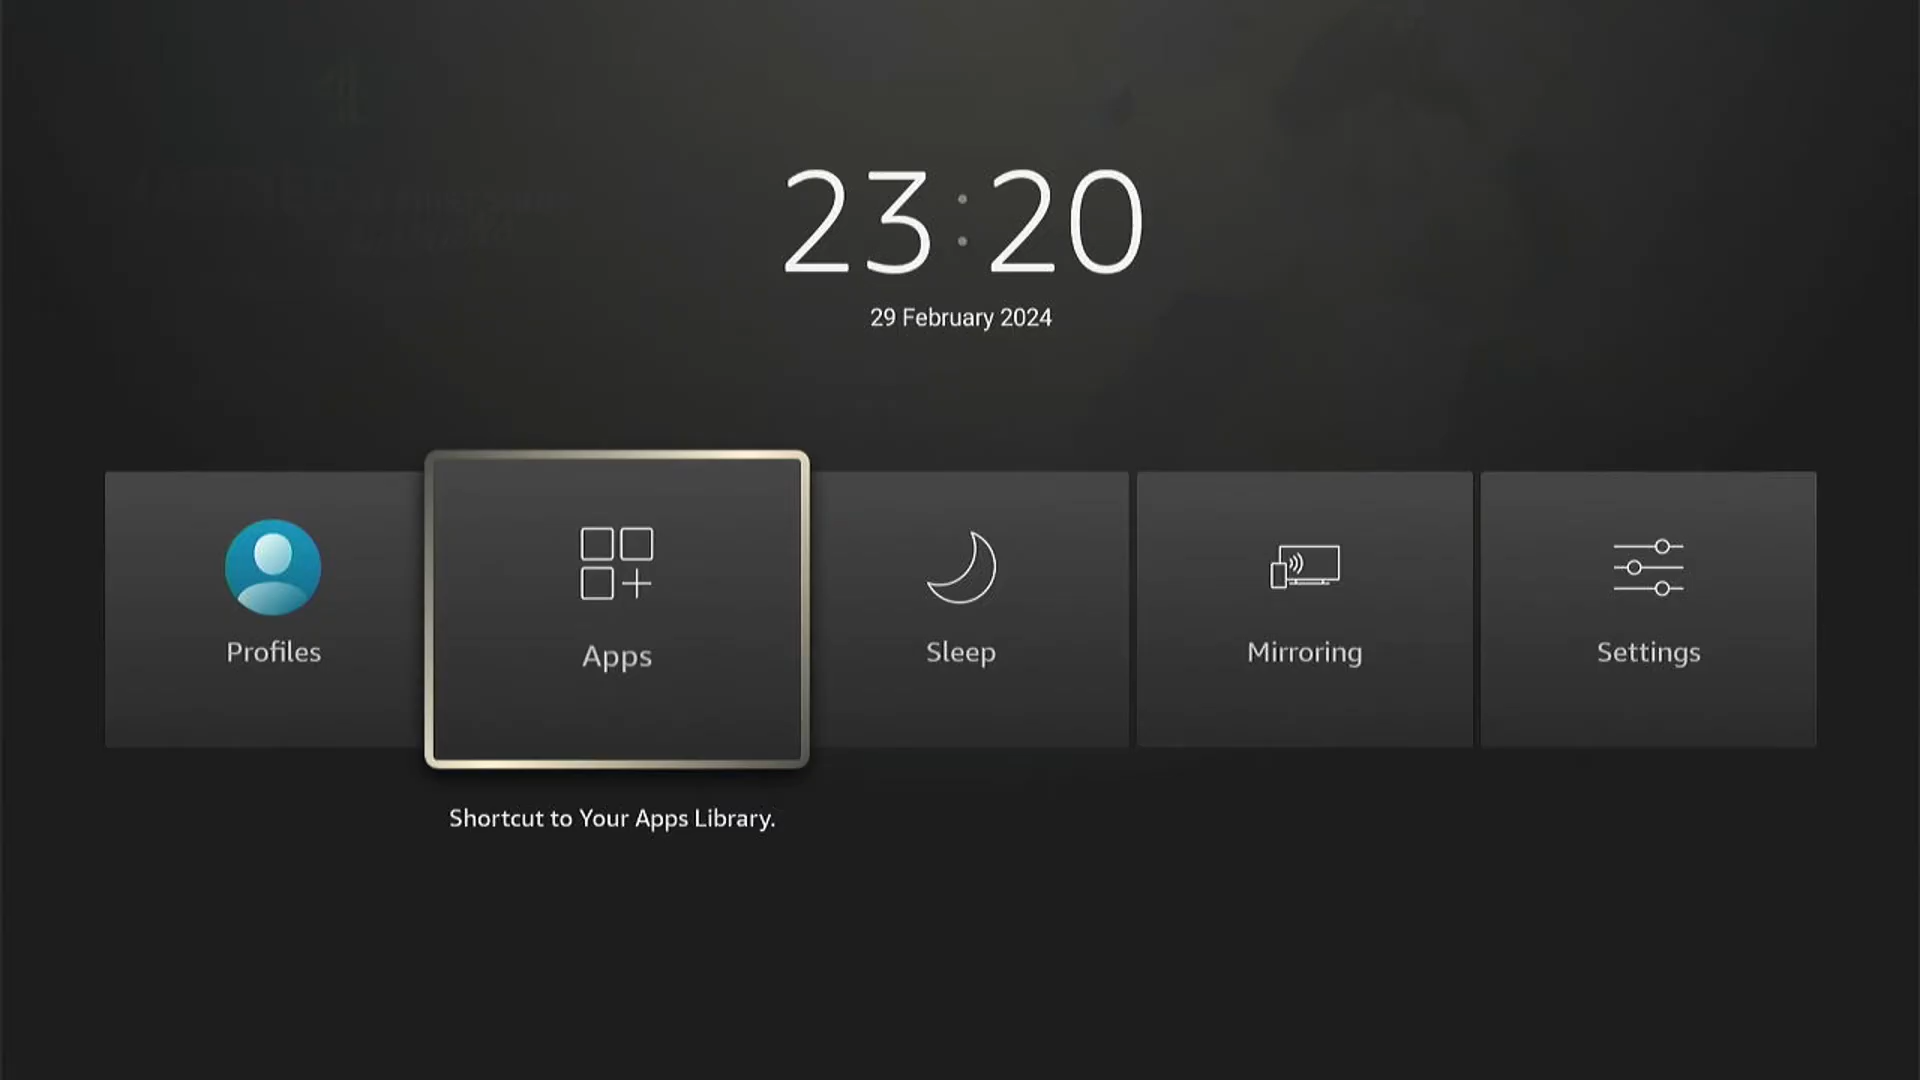 23:20
29 February 2024
Profiles
Apps
Sleep
Mirroring
Settings
Shortcut to Your Apps Library.